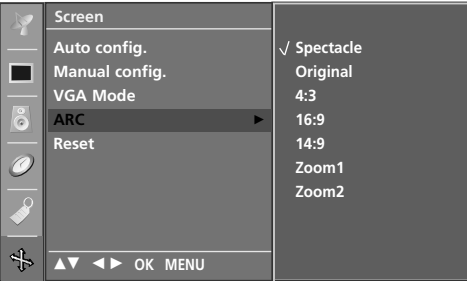 Screen
Auto config.
Manual config.
VGA Mode
ARC ▶
Reset
▲▼ ◀ ▶ OK MENU
√ Spectacle
Original
4:3
16:9
14:9
Zoom1
Zoom2